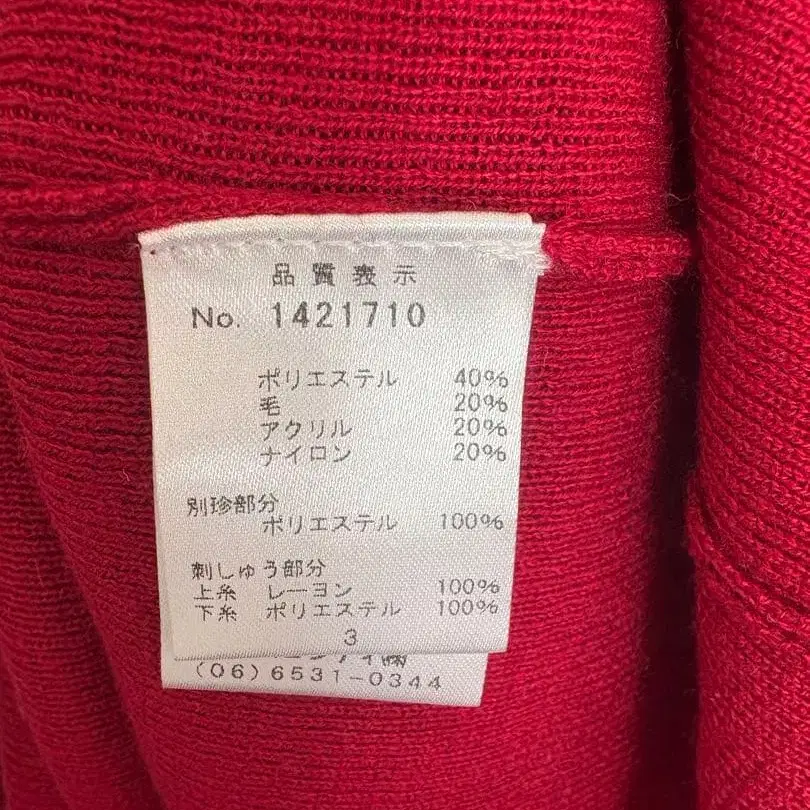 品質表示
No. 1421710
ポリエステル 40%
毛 20%
アクリル 20%
ナイロン 20%
別珍部分
ポリエステル 100%
刺しゅう部分
上糸 レーヨン 100%
下糸 ポリエステル 100%
3
(06)6531-0344